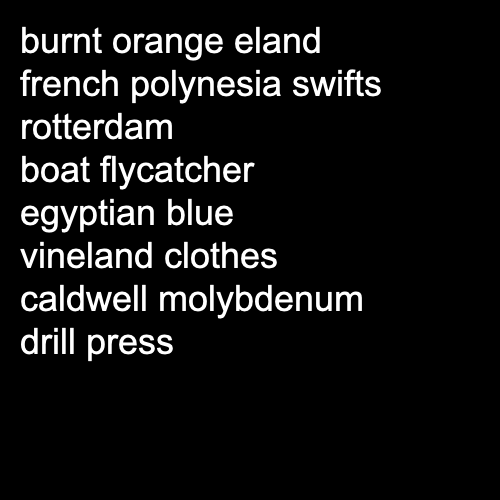 burnt orange eland
french polynesia swifts
rotterdam
boat flycatcher
egyptian blue
vineland clothes
caldwell molybdenum
drill press